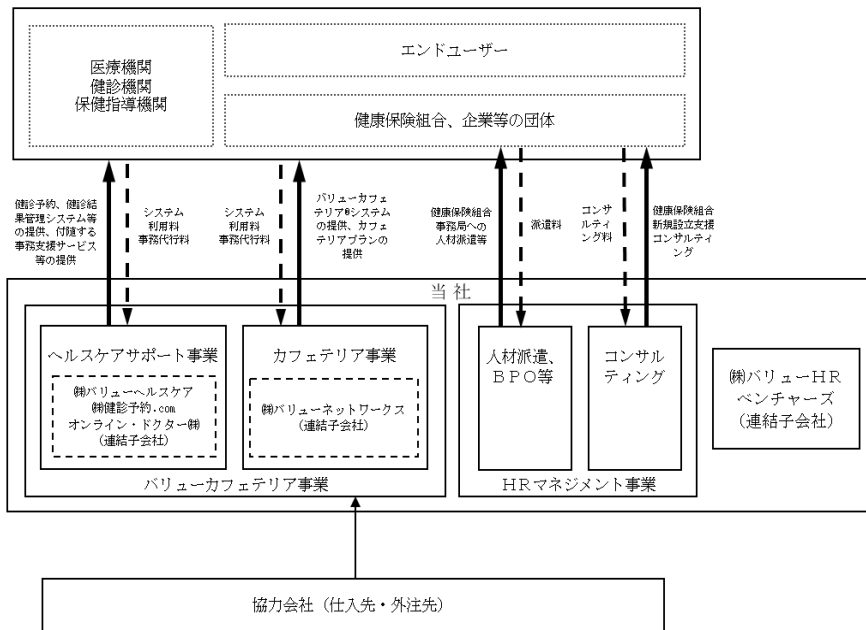 医療機関
健診機関
保健指導機関
エンドユーザー
健康保険組合、企業等の団体
健診予約、健診結
果管理システム等
の提供、付随する
事務支援サービス
等の提供
システム
利用料
事務代行料
システム
利用料
事務代行料
バリューカフェ
テリア®システム
の提供、カフェ
テリアプランの
提供
健康保険組合
事務局への
人材派遣等
派遣料
コンサ
ルティ
ング料
健康保険組合
新規設立支援
コンサルティ
ング
当社
ヘルスケアサポート事業
㈱バリューヘルスケア
㈱健診予約.com
オンライン・ドクター㈱
(連結子会社)
カフェテリア事業
㈱バリューネットワークス
(連結子会社)
バリューカフェテリア事業
人材派遣、
ＢＰＯ等
コンサル
ティング
ＨＲマネジメント事業
㈱バリューＨＲ
ベンチャーズ
(連結子会社)
協力会社（仕入先・外注先）